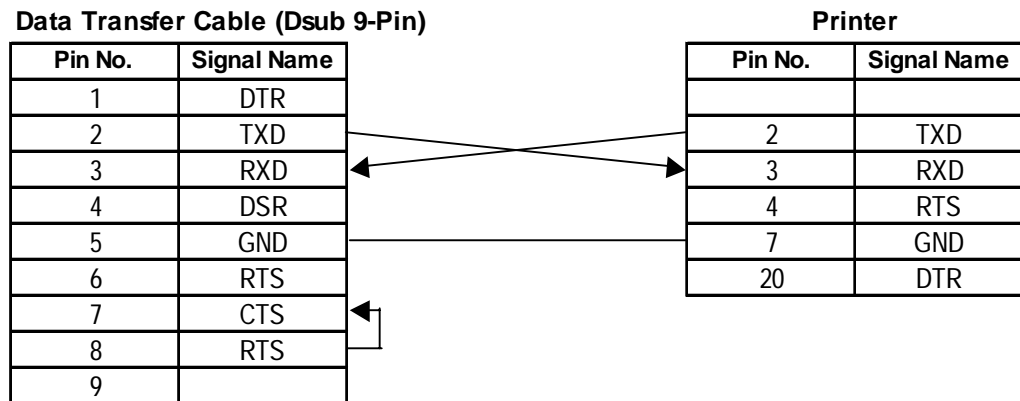 Data Transfer Cable (Dsub 9-Pin)
Pin No. Signal Name
1 DTR
2 TXD
3 RXD
4 DSR
5 GND
6 RTS
7 CTS
8 RTS
9
Printer
Pin No. Signal Name
2 TXD
3 RXD
4 RTS
7 GND
20 DTR